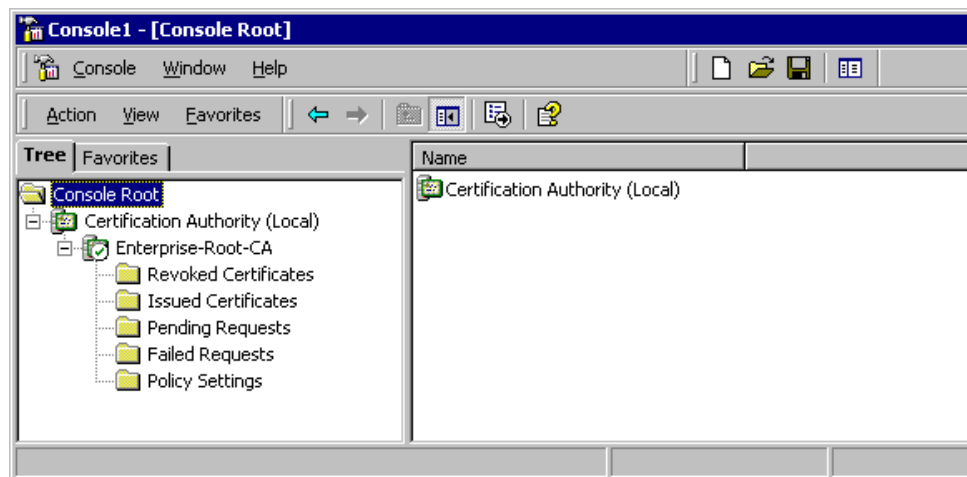 Console1 - [Console Root]
Console Window Help
Action View Favorites
Tree Favorites
Name
Console Root
Certification Authority (Local)
Certification Authority (Local)
Enterprise-Root-CA
Revoked Certificates
Issued Certificates
Pending Requests
Failed Requests
Policy Settings